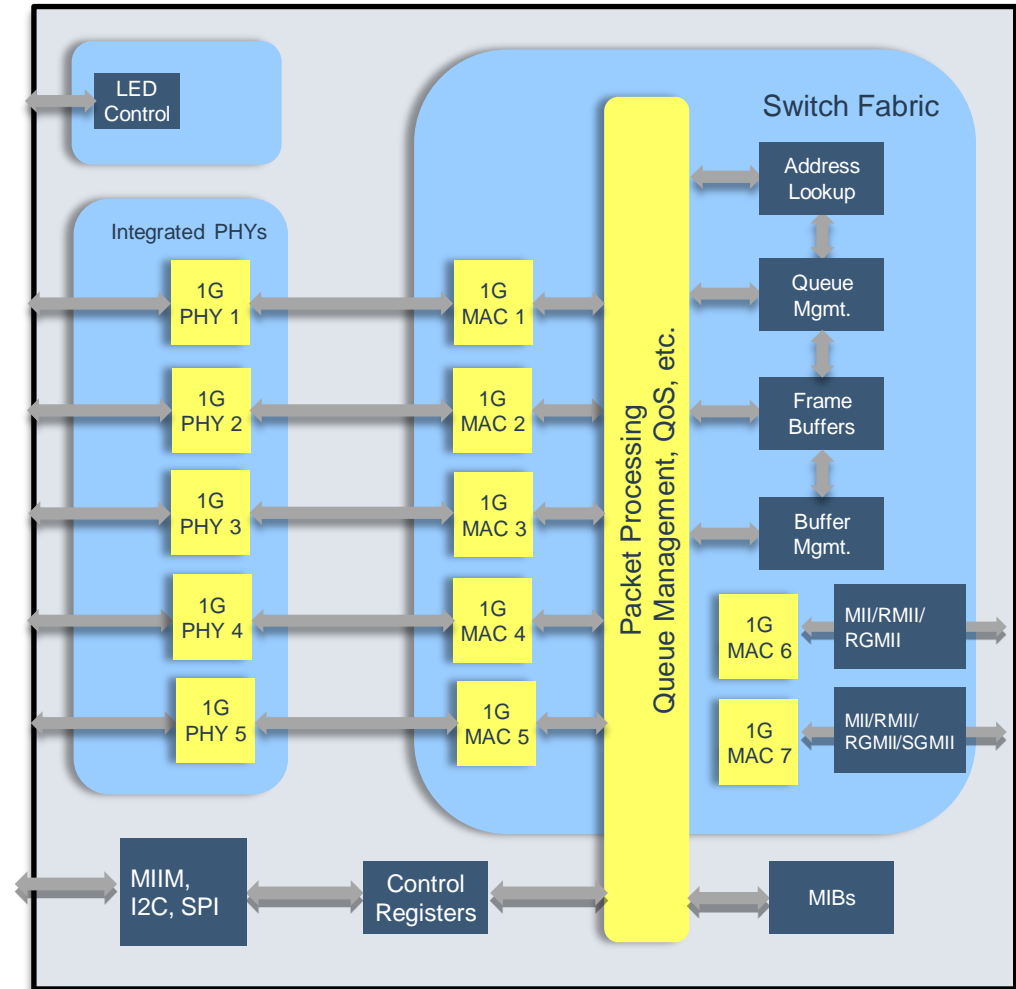 LED
Control
Switch Fabric
Address
Lookup
Integrated PHYs
1G
PHY 1
1G
MAC 1
Queue
Mgmt.
1G
PHY 2
1G
MAC 2
Packet Processing
Queue Management, QoS, etc.
Frame
Buffers
1G
PHY 3
1G
MAC 3
Buffer
Mgmt.
1G
PHY 4
1G
MAC 4
1G
MAC 6
MII/RMII/
RGMII
1G
PHY 5
1G
MAC 5
1G
MAC 7
MII/RMII/
RGMII/SGMII
MIIM,
I2C, SPI
Control
Registers
MIBs